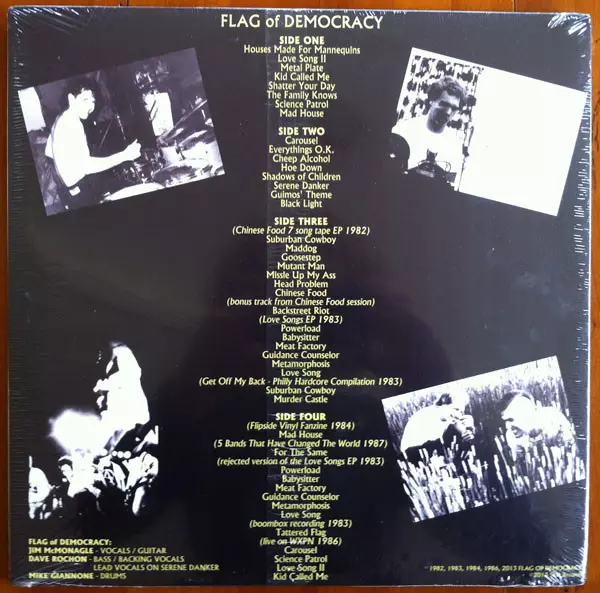 FLAG of DEMOCRACY
SIDE ONE
Houses Made For Mannequins
Love Song II
Metal Plate
Kid Called Me
Shatter Your Day
The Family Knows
Science Patrol
Mad House
SIDE TWO
Carousel
Everythings O.K.
Cheep Alcohol
Hoe Down
Shadows of Children
Serene Danker
Guimos' Theme
Black Light
SIDE THREE
(Chinese Food 7 song tape EP 1982)
Suburban Cowboy
Maddog
Goosestep
Mutant Man
Missle Up My Ass
Head Problem
Chinese Food
(bonus track from Chinese Food session)
Backstreet Riot
(Love Songs EP 1983)
Powerload
Babysitter
Meat Factory
Guidance Counselor
Metamorphosis
Love Song
(Get Off My Back - Philly Hardcore Compilation 1983)
Suburban Cowboy
Murder Castle
SIDE FOUR
(Flipside Vinyl Fanzine 1984)
Mad House
(5 Bands That Have Changed The World 1987)
For The Same
(rejected version of the Love Songs EP 1983)
Powerload
Babysitter
Meat Factory
Guidance Counselor
Metamorphosis
Love Song
(boombox recording 1983)
Tattered Flag
(live on WXPN 1986)
Carousel
Science Patrol
Love Song II
Kid Called Me
FLAG of DEMOCRACY:
JIM McMONAGLE - VOCALS / GUITAR
DAVE ROCHON - BASS / BACKING VOCALS
LEAD VOCALS ON SERENE DANKER
MIKE GIANNONE - DRUMS
1982, 1983, 1984, 1986, 2013 FLAG OF DEMOCRACY